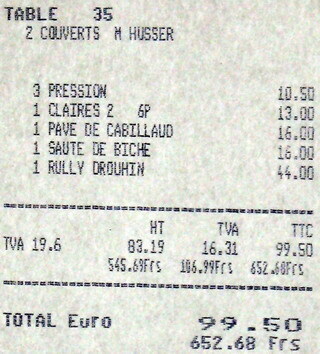 TABLE 35
2 COUVERTS M HUSSER
3 PRESSION 10.50
1 CLAIRES 2 6P 13.00
1 PAVE DE CABILLAUD 16.00
1 SAUTE DE BICHE 16.00
1 RULLY DROUHIN 44.00
HT TVA TTC
TVA 19.6 83.19 16.31 99.50
545.69Frs 106.99Frs 652.68Frs
TOTAL Euro 99.50
652.68 Frs